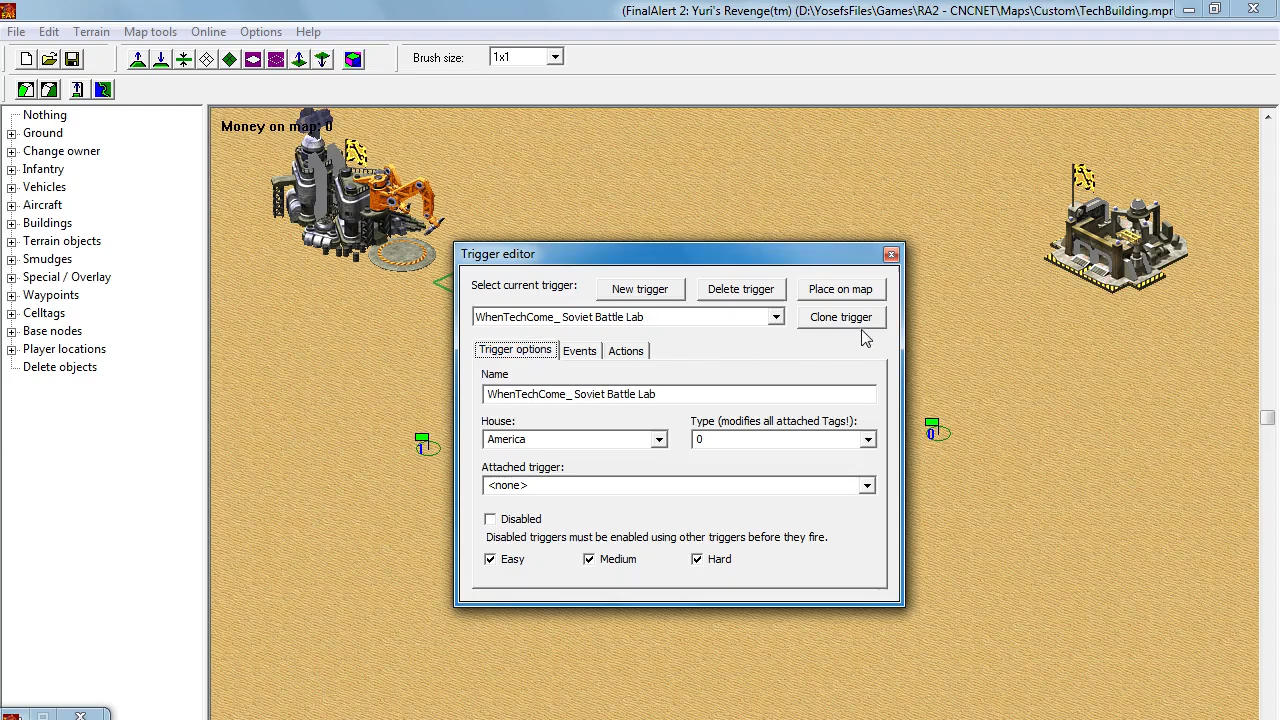 (FinalAlert 2: Yuri's Revenge(tm) (D:\YosefsFiles\Games\RA2 - CNCNET\Maps\Custom\TechBuilding.mpr
File Edit Terrain Map tools Online Options Help
Brush size: 1x1
Nothing
Ground
Change owner
Infantry
Vehicles
Aircraft
Buildings
Terrain objects
Smudges
Special / Overlay
Waypoints
Celltags
Base nodes
Player locations
Delete objects
Money on map: 0
1
0
Trigger editor
Select current trigger: New trigger Delete trigger Place on map
WhenTechCome_ Soviet Battle Lab Clone trigger
Trigger options Events Actions
Name
WhenTechCome_ Soviet Battle Lab
House: Type (modifies all attached Tags!):
America 0
Attached trigger:
<none>
Disabled
Disabled triggers must be enabled using other triggers before they fire.
Easy Medium Hard